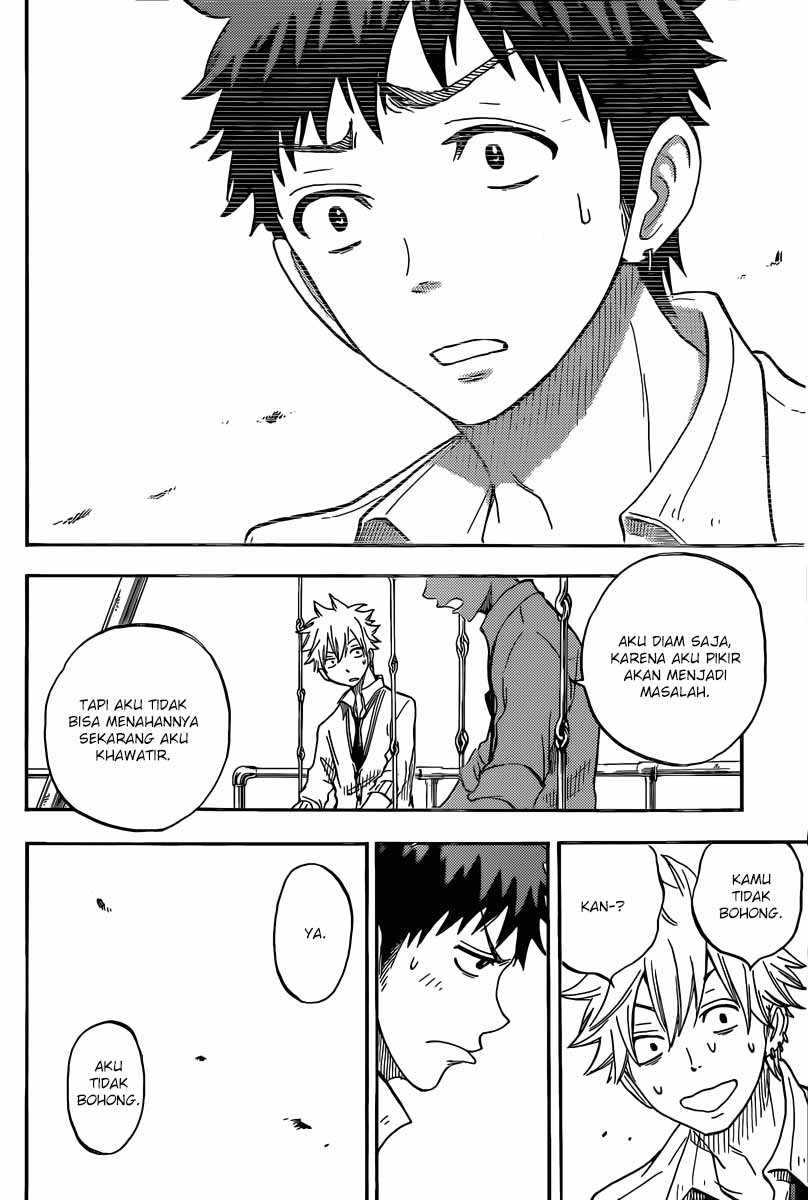 AKU DIAM SAJA,
KARENA AKU PIKIR
AKAN MENJADI
MASALAH.
TAPI AKU TIDAK
BISA MENAHANNYA
SEKARANG AKU
KHAWATIR.
KAMU
TIDAK
BOHONG.
KAN-?
YA.
AKU
TIDAK
BOHONG.